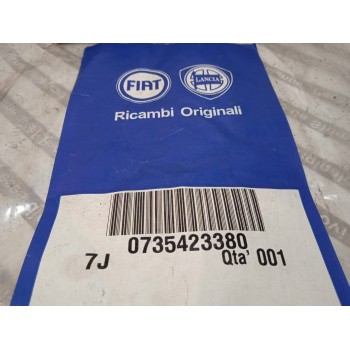 FIAT LANCIA
Ricambi Originali
0735423380
7J Qta' 001